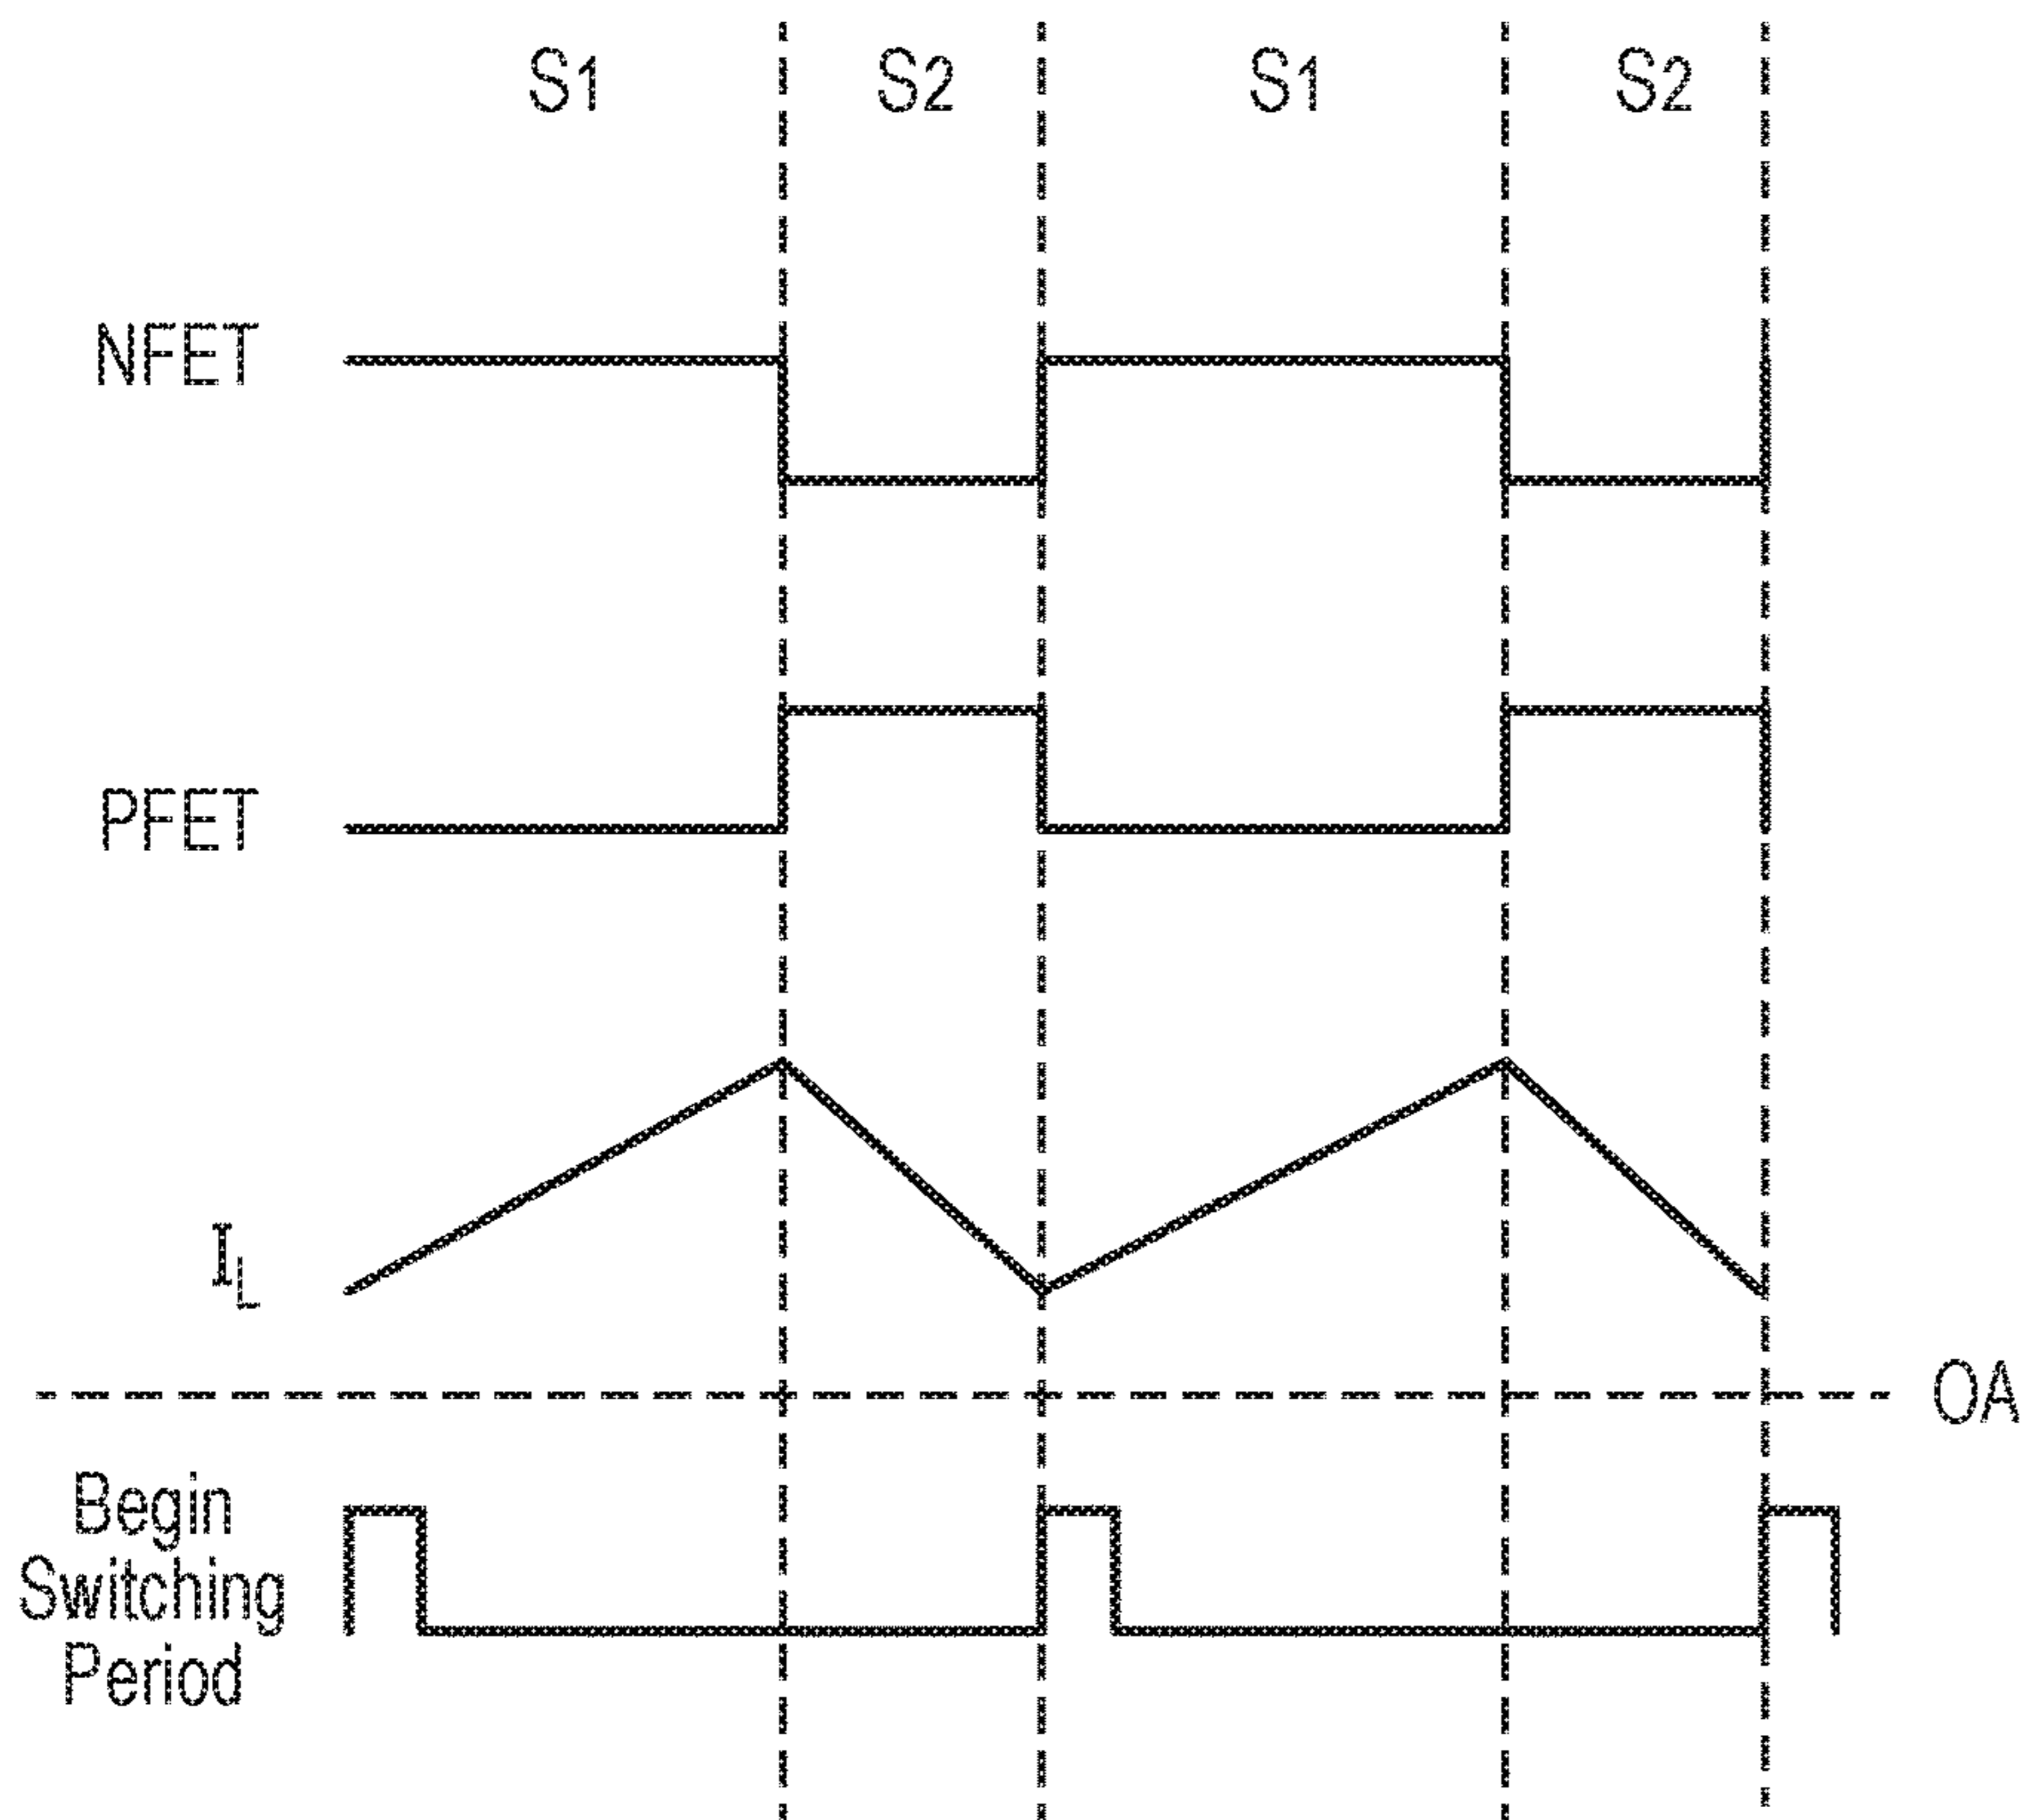 S1 S2 S1 S2
NFET
PFET
IL
OA
Begin
Switching
Period